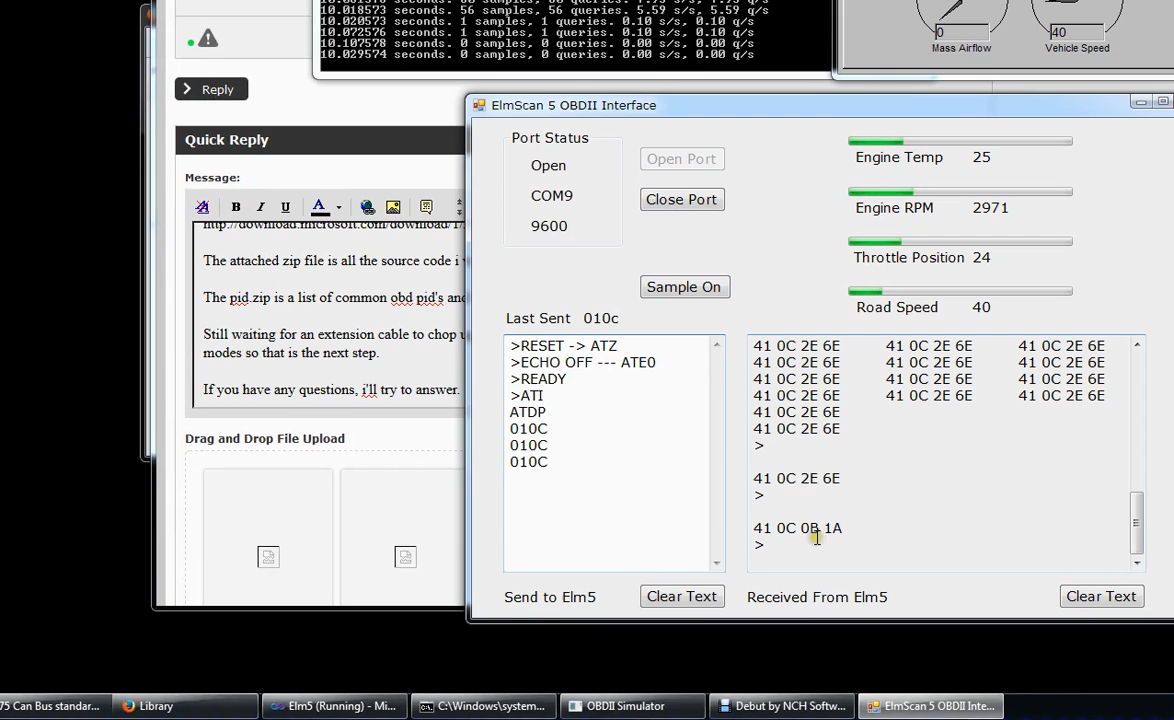 10.018573 seconds. 56 samples, 56 queries. 5.59 s/s, 5.59 q/s
10.020573 seconds. 1 samples, 1 queries. 0.10 s/s, 0.10 q/s
10.072576 seconds. 1 samples, 1 queries. 0.10 s/s, 0.10 q/s
10.107578 seconds. 0 samples, 0 queries. 0.00 s/s, 0.00 q/s
10.029574 seconds. 0 samples, 0 queries. 0.00 s/s, 0.00 q/s
0
Mass Airflow
40
Vehicle Speed
Reply
Quick Reply
Message:
A B I U A
http://download.microsoft.com/download/1/
The attached zip file is all the source code i
The pid.zip is a list of common obd pid's and
Still waiting for an extension cable to chop
modes so that is the next step.
If you have any questions, i'll try to answer.
Drag and Drop File Upload
ElmScan 5 OBDII Interface
Port Status
Open
COM9
9600
Open Port
Close Port
Sample On
Engine Temp 25
Engine RPM 2971
Throttle Position 24
Road Speed 40
Last Sent 010c
>RESET -> ATZ
>ECHO OFF --- ATE0
>READY
>ATI
ATDP
010C
010C
010C
41 0C 2E 6E 41 0C 2E 6E 41 0C 2E 6E
41 0C 2E 6E 41 0C 2E 6E 41 0C 2E 6E
41 0C 2E 6E 41 0C 2E 6E 41 0C 2E 6E
41 0C 2E 6E 41 0C 2E 6E 41 0C 2E 6E
41 0C 2E 6E
41 0C 2E 6E
>
41 0C 2E 6E
>
41 0C 0B 1A
>
Send to Elm5
Clear Text
Received From Elm5
Clear Text
75 Can Bus standar...
Library
Elm5 (Running) - Mi...
C:\Windows\system...
OBDII Simulator
Debut by NCH Softw...
ElmScan 5 OBDII Inte...